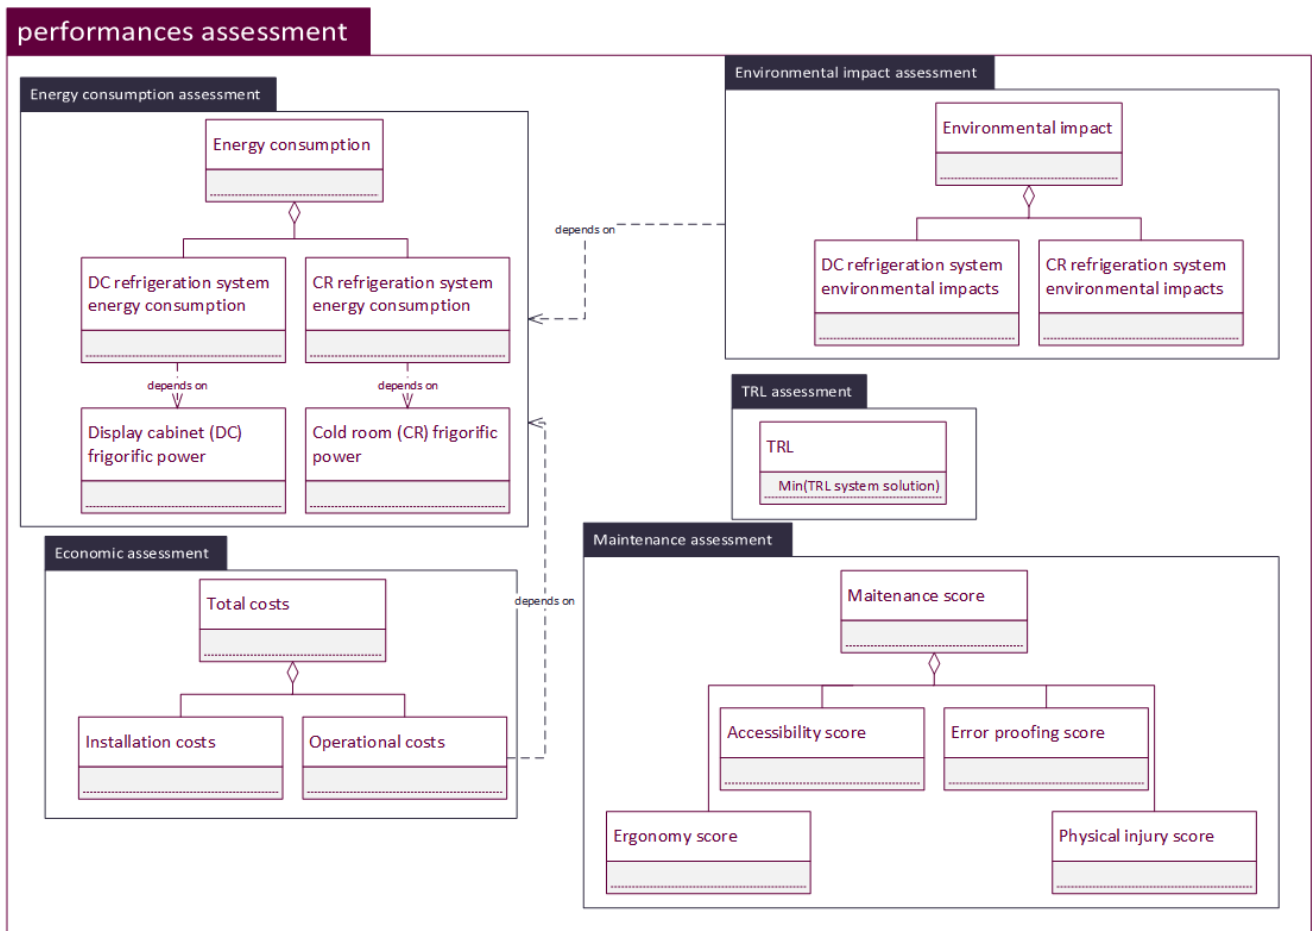 performances assessment
Energy consumption assessment
Energy consumption
DC refrigeration system
energy consumption
CR refrigeration system
energy consumption
depends on
depends on
Display cabinet (DC)
frigorific power
Cold room (CR) frigorific
power
depends on
Environmental impact assessment
Environmental impact
DC refrigeration system
environmental impacts
CR refrigeration system
environmental impacts
TRL assessment
TRL
Min(TRL system solution)
Economic assessment
Total costs
Installation costs
Operational costs
depends on
Maintenance assessment
Maitenance score
Accessibility score
Error proofing score
Ergonomy score
Physical injury score